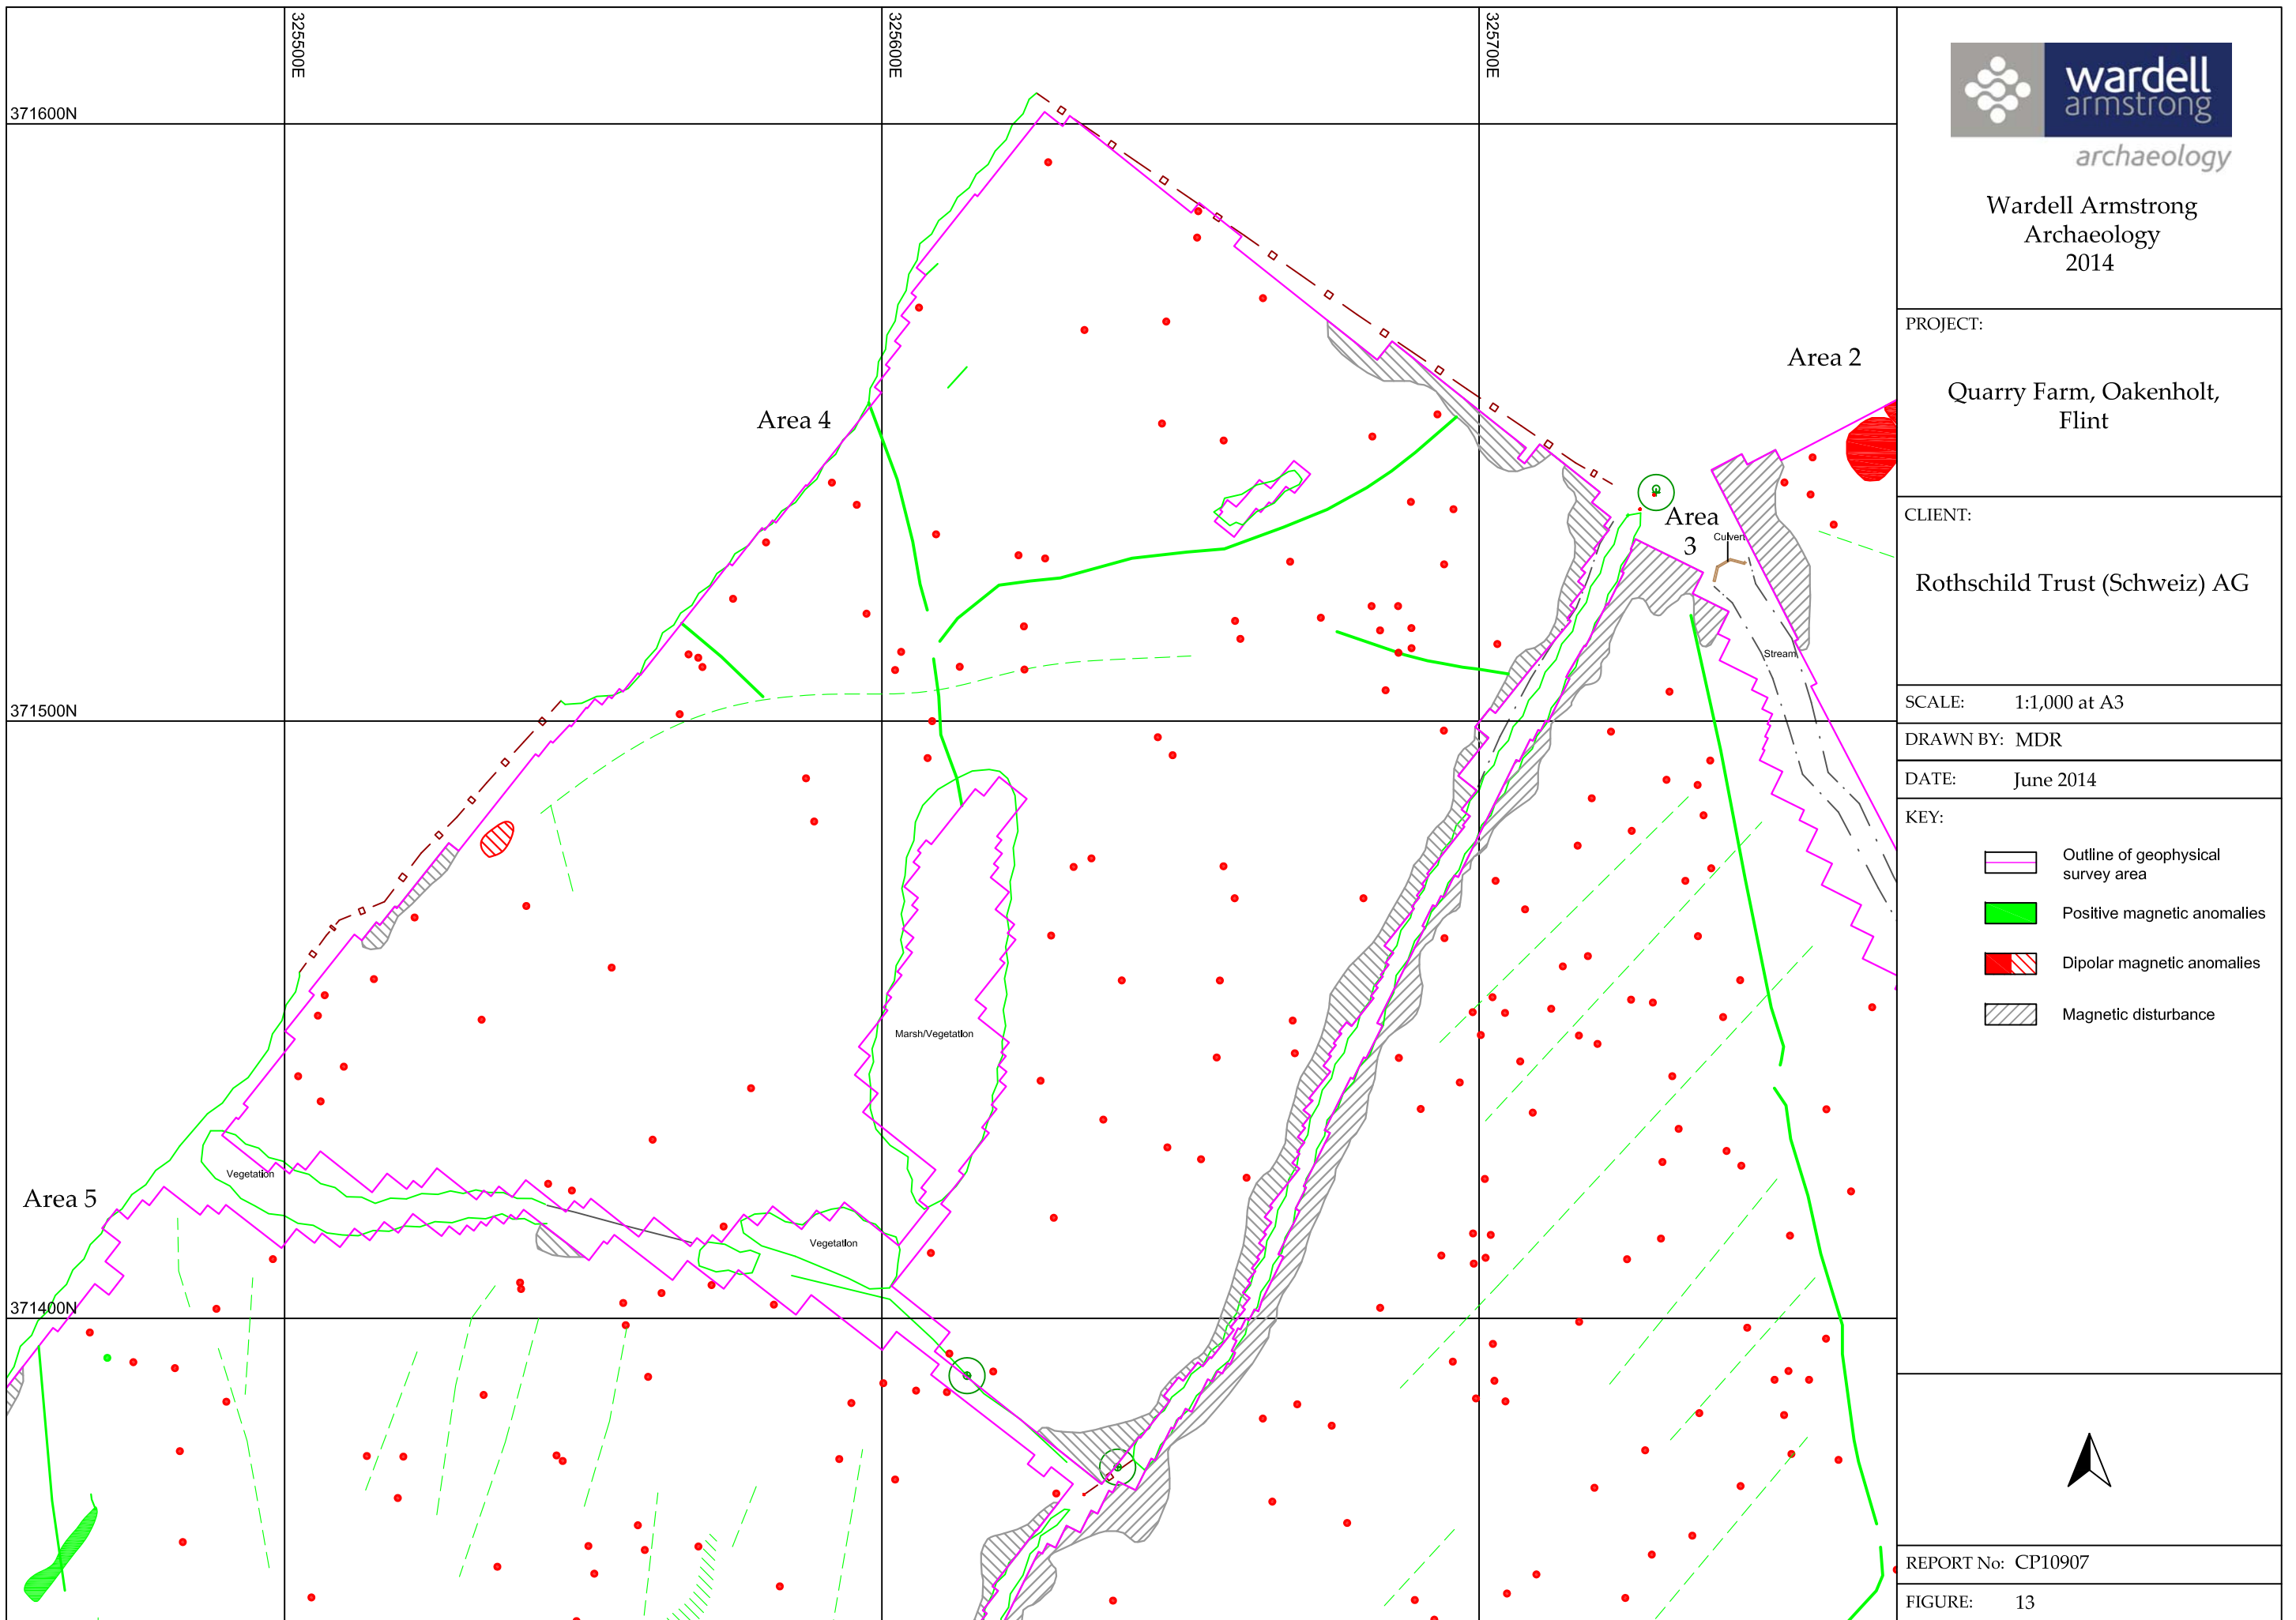 325500E
325600E
325700E
371600N
371500N
371400N
Area 4
Area 2
Area
3
Culvert
Stream
Marsh/Vegetation
Vegetation
Vegetation
Area 5
wardell
armstrong
archaeology
Wardell Armstrong
Archaeology
2014
PROJECT:
Quarry Farm, Oakenholt,
Flint
CLIENT:
Rothschild Trust (Schweiz) AG
SCALE: 1:1,000 at A3
DRAWN BY: MDR
DATE: June 2014
KEY:
Outline of geophysical
survey area
Positive magnetic anomalies
Dipolar magnetic anomalies
Magnetic disturbance
REPORT No: CP10907
FIGURE: 13